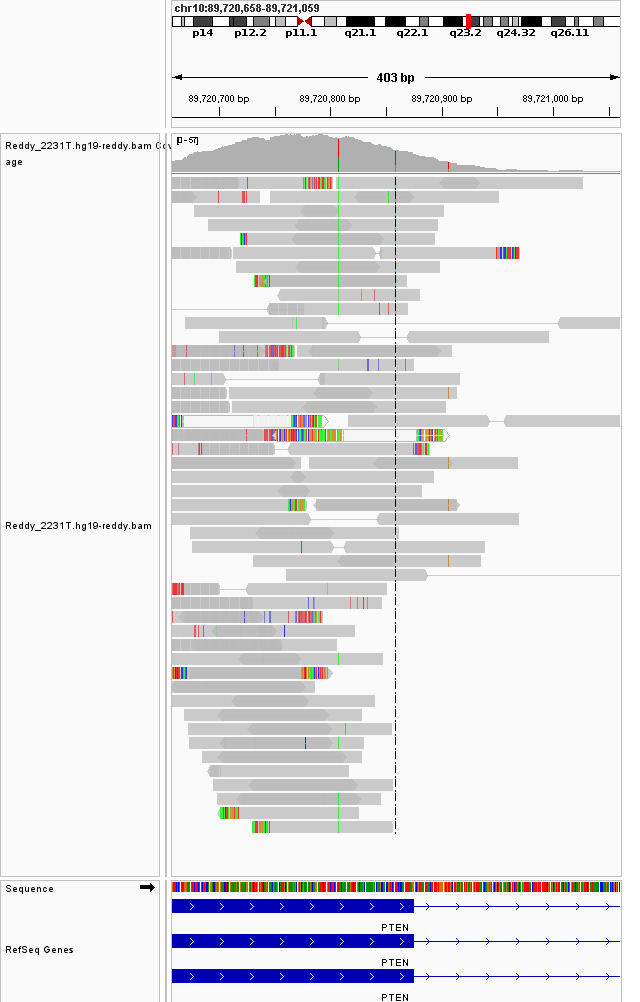 chr10:89,720,658-89,721,059
p14 p12.2 p11.1 q21.1 q22.1 q23.2 q24.32 q26.11
403 bp
89,720,700 bp 89,720,800 bp 89,720,900 bp 89,721,000 bp
Reddy_2231T.hg19-reddy.bam Cov
age
[0-57]
Reddy_2231T.hg19-reddy.bam
Sequence
PTEN
RefSeq Genes
PTEN
PTEN